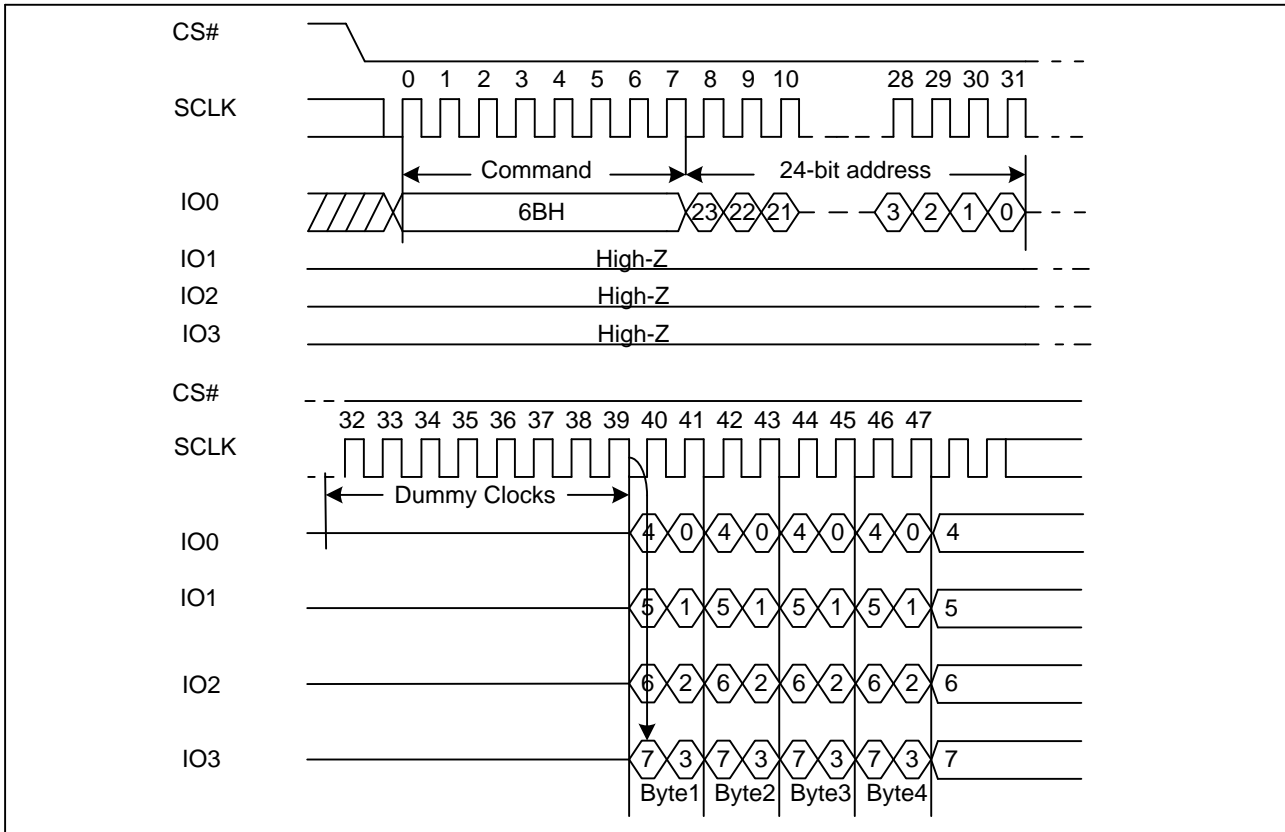 CS#
0 1 2 3 4 5 6 7 8 9 10 28 29 30 31
SCLK
Command 24-bit address
IO0 6BH 23 22 21 3 2 1 0
IO1 High-Z
IO2 High-Z
IO3 High-Z
CS#
32 33 34 35 36 37 38 39 40 41 42 43 44 45 46 47
SCLK
Dummy Clocks
IO0 4 0 4 0 4 0 4 0 4
IO1 5 1 5 1 5 1 5 1 5
IO2 6 2 6 2 6 2 6 2 6
IO3 7 3 7 3 7 3 7 3 7
Byte1 Byte2 Byte3 Byte4